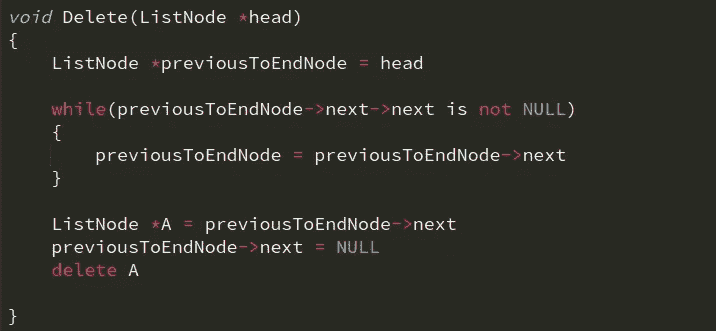 void Delete(ListNode *head)
{
    ListNode *previousToEndNode = head
    while(previousToEndNode->next->next is not NULL)
    {
        previousToEndNode = previousToEndNode->next
    }
    ListNode *A = previousToEndNode->next
    previousToEndNode->next = NULL
    delete A
}